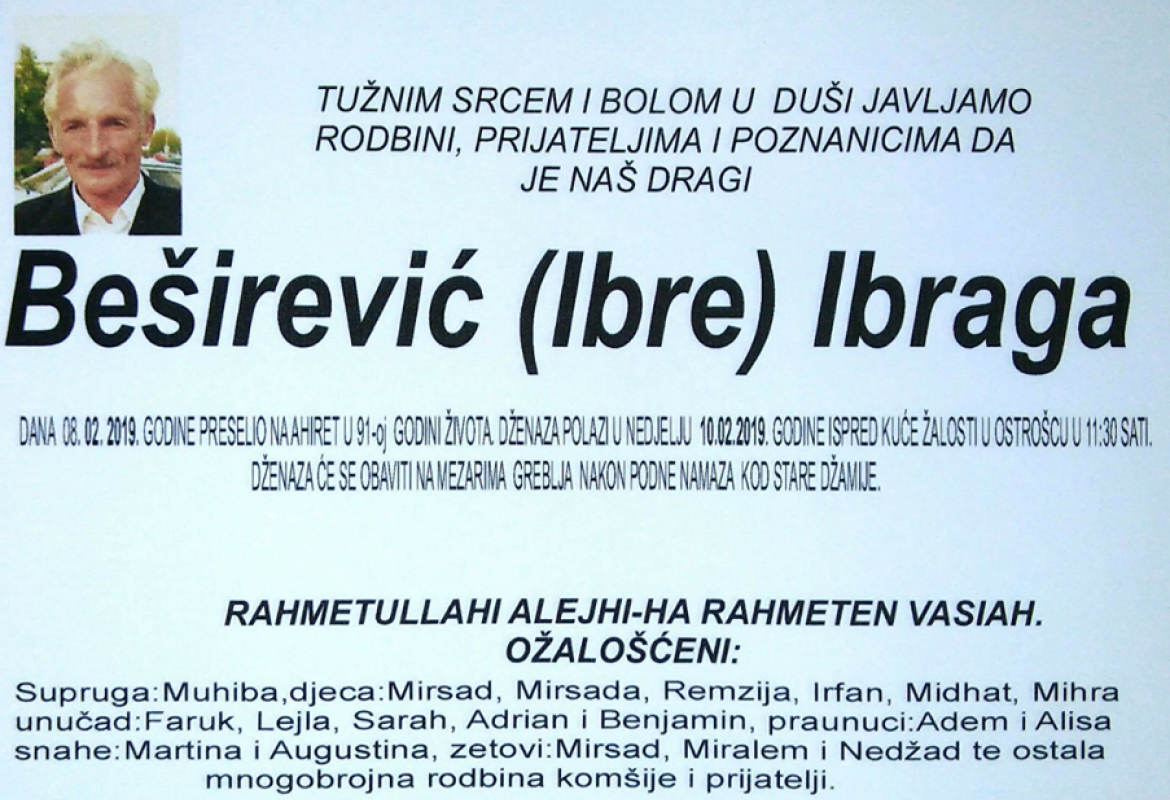 TUŽNIM SRCEM I BOLOM U DUŠI JAVLJAMO
RODBINI, PRIJATELJIMA I POZNANICIMA DA
JE NAŠ DRAGI
Beširević (Ibre) Ibraga
DANA 08. 02. 2019. GODINE PRESELIO NA AHIRET U 91-oj GODINI ŽIVOTA. DŽENAZA POLAZI U NEDJELJU 10.02.2019. GODINE ISPRED KUĆE ŽALOSTI U OSTROŠCU U 11:30 SATI.
DŽENAZA ĆE SE OBAVITI NA MEZARIMA GREBLJA NAKON PODNE NAMAZA KOD STARE DŽAMIJE.
RAHMETULLAHI ALEJHI-HA RAHMETEN VASIAH.
OŽALOŠĆENI:
Supruga:Muhiba,djeca:Mirsad, Mirsada, Remzija, Irfan, Midhat, Mihra
unučad:Faruk, Lejla, Sarah, Adrian i Benjamin, praunuci:Adem i Alisa
snahe:Martina i Augustina, zetovi:Mirsad, Miralem i Nedžad te ostala
mnogobrojna rodbina komšije i prijatelji.